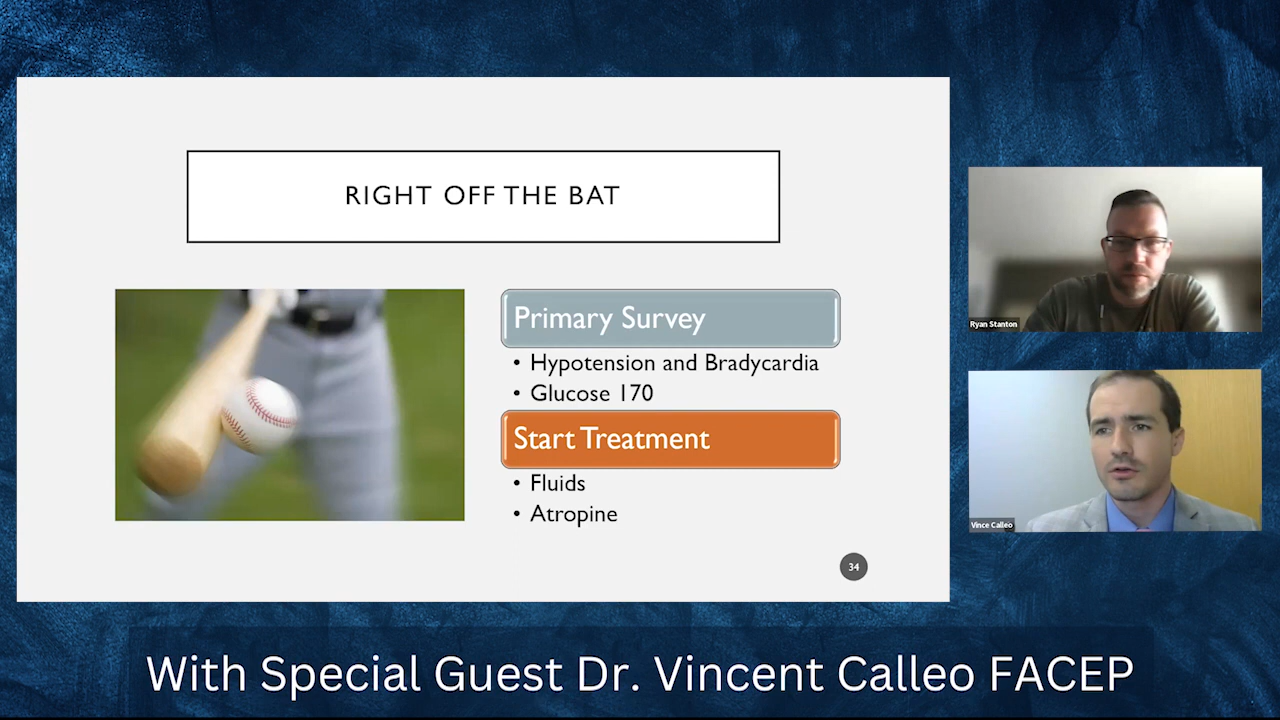 RIGHT OFF THE BAT
Primary Survey
• Hypotension and Bradycardia
• Glucose 170
Start Treatment
• Fluids
• Atropine
34
Ryan Stanton
Vince Calleo
With Special Guest Dr. Vincent Calleo FACEP